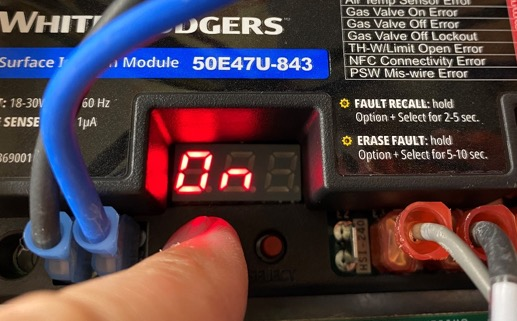 WHITE RODGERS
Surface Ignition Module 50E47U-843
18-30V 60 Hz
SENSE 1µA
Air Temp Sensor Error
Gas Valve On Error
Gas Valve Off Error
Gas Valve Off Lockout
TH-W/Limit Open Error
NFC Connectivity Error
PSW Mis-wire Error
FAULT RECALL: hold
Option + Select for 2-5 sec.
ERASE FAULT: hold
Option + Select for 5-10 sec.
On